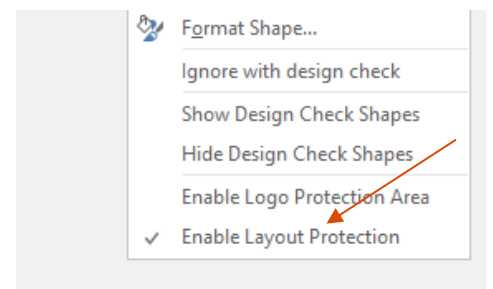 Format Shape...
Ignore with design check
Show Design Check Shapes
Hide Design Check Shapes
Enable Logo Protection Area
Enable Layout Protection